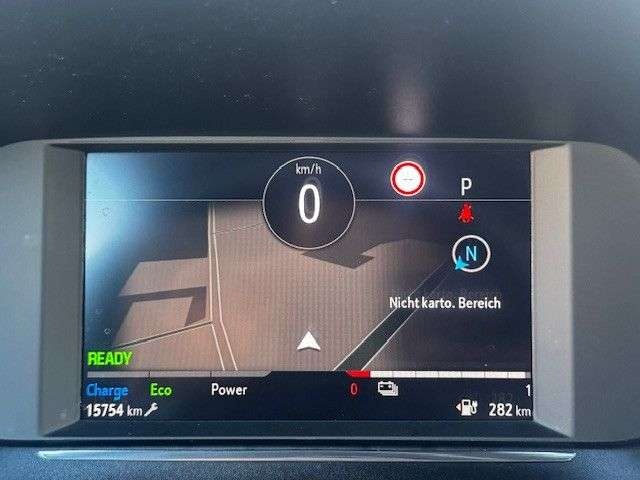 km/h
0
--
P
N
Nicht karto. Bereich
READY
Charge Eco Power 0 1
15754 km 282 km